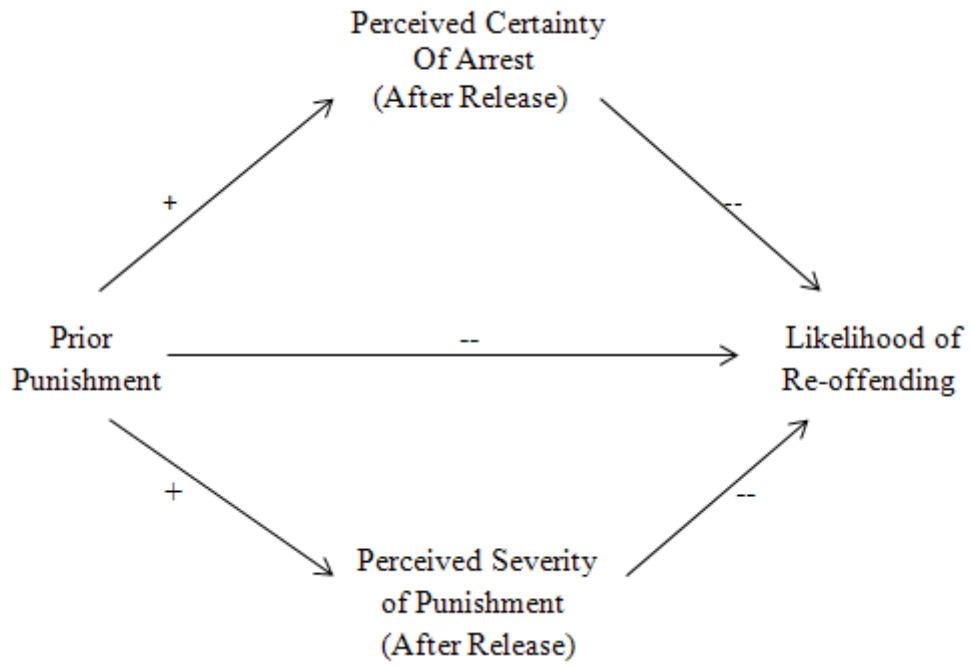 Perceived Certainty
Of Arrest
(After Release)
+
--
Prior
Punishment
--
Likelihood of
Re-offending
+
--
Perceived Severity
of Punishment
(After Release)